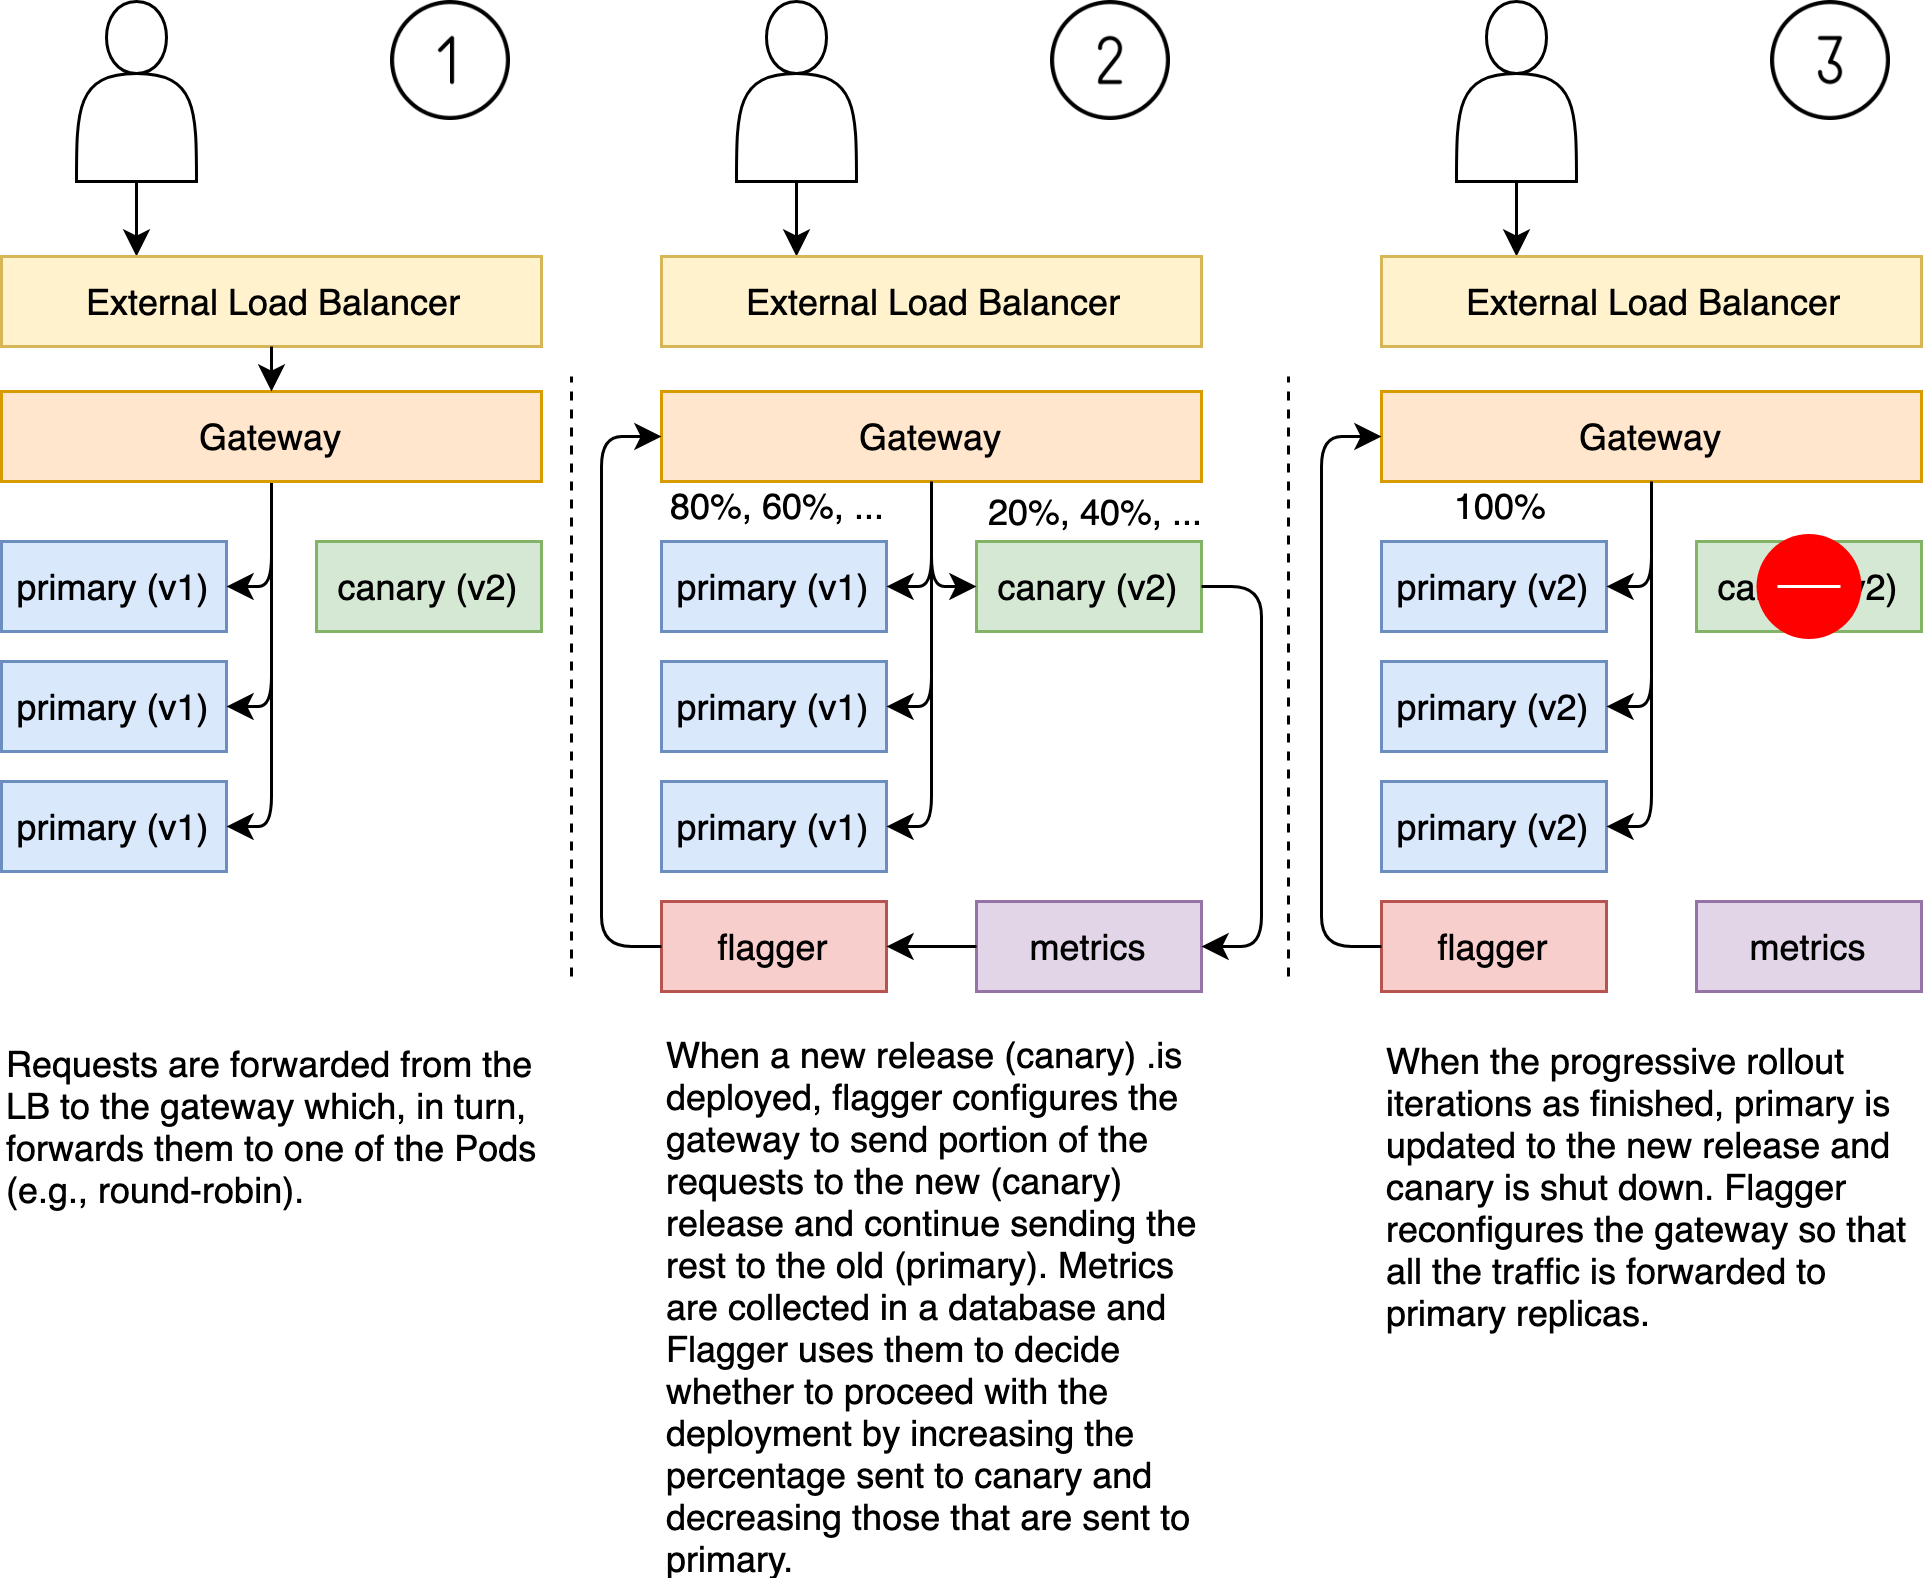 1
External Load Balancer
Gateway
primary (v1)
canary (v2)
primary (v1)
primary (v1)
Requests are forwarded from the
LB to the gateway which, in turn,
forwards them to one of the Pods
(e.g., round-robin).
2
External Load Balancer
Gateway
80%, 60%, ...
20%, 40%, ...
primary (v1)
canary (v2)
primary (v1)
primary (v1)
flagger
metrics
When a new release (canary) .is
deployed, flagger configures the
gateway to send portion of the
requests to the new (canary)
release and continue sending the
rest to the old (primary). Metrics
are collected in a database and
Flagger uses them to decide
whether to proceed with the
deployment by increasing the
percentage sent to canary and
decreasing those that are sent to
primary.
3
External Load Balancer
Gateway
100%
primary (v2)
ca v2)
primary (v2)
primary (v2)
flagger
metrics
When the progressive rollout
iterations as finished, primary is
updated to the new release and
canary is shut down. Flagger
reconfigures the gateway so that
all the traffic is forwarded to
primary replicas.